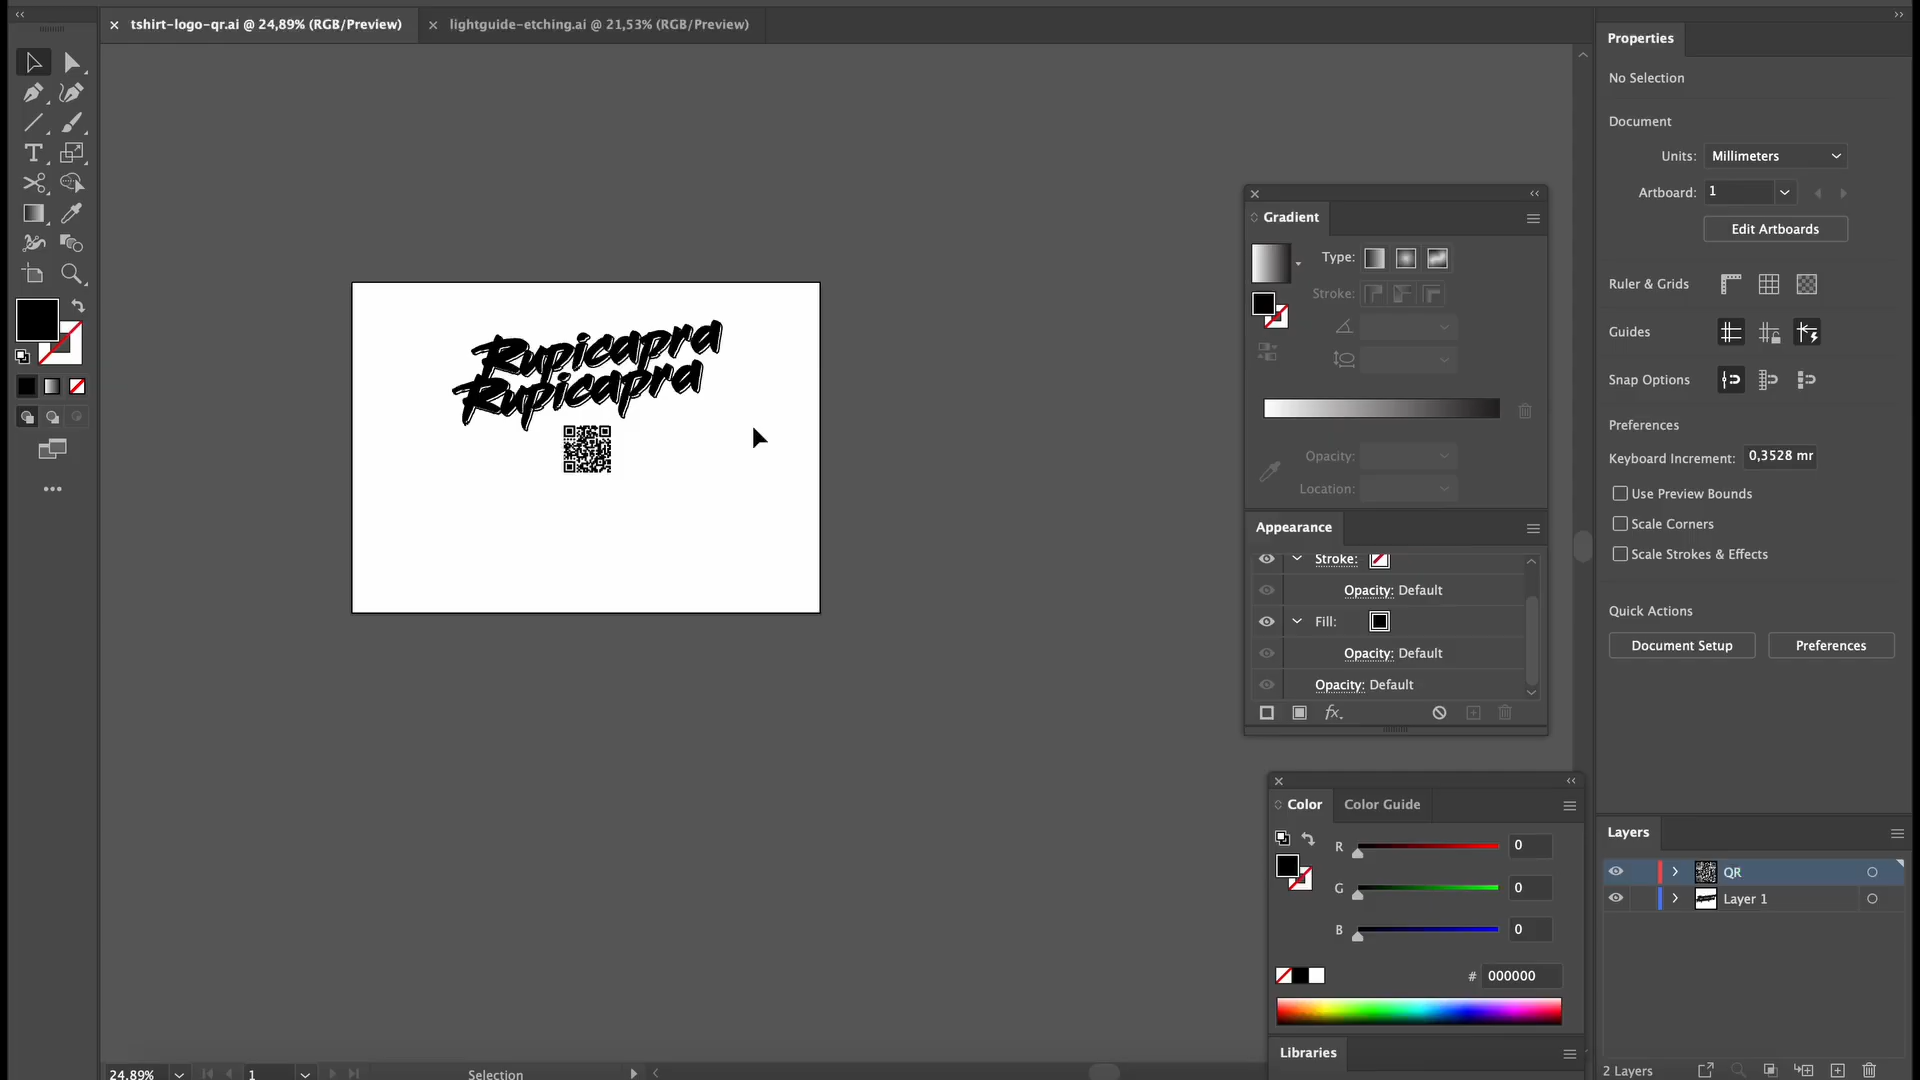 tshirt-logo-qr.ai @ 24,89% (RGB/Preview)
lightguide-etching.ai @ 21,53% (RGB/Preview)
Properties
No Selection
Document
Units: Millimeters
Artboard: 1
Edit Artboards
Ruler & Grids
Guides
Snap Options
Preferences
Keyboard Increment: 0,3528 mr
Use Preview Bounds
Scale Corners
Scale Strokes & Effects
Quick Actions
Document Setup
Preferences
Rupicapra
Rupicapra
Gradient
Type:
Stroke:
Opacity:
Location:
Appearance
Stroke:
Opacity: Default
Fill:
Opacity: Default
Opacity: Default
fx.
Color
Color Guide
R 0
G 0
B 0
# 000000
Libraries
Layers
QR
Layer 1
2 Layers
24,89%
1
Selection